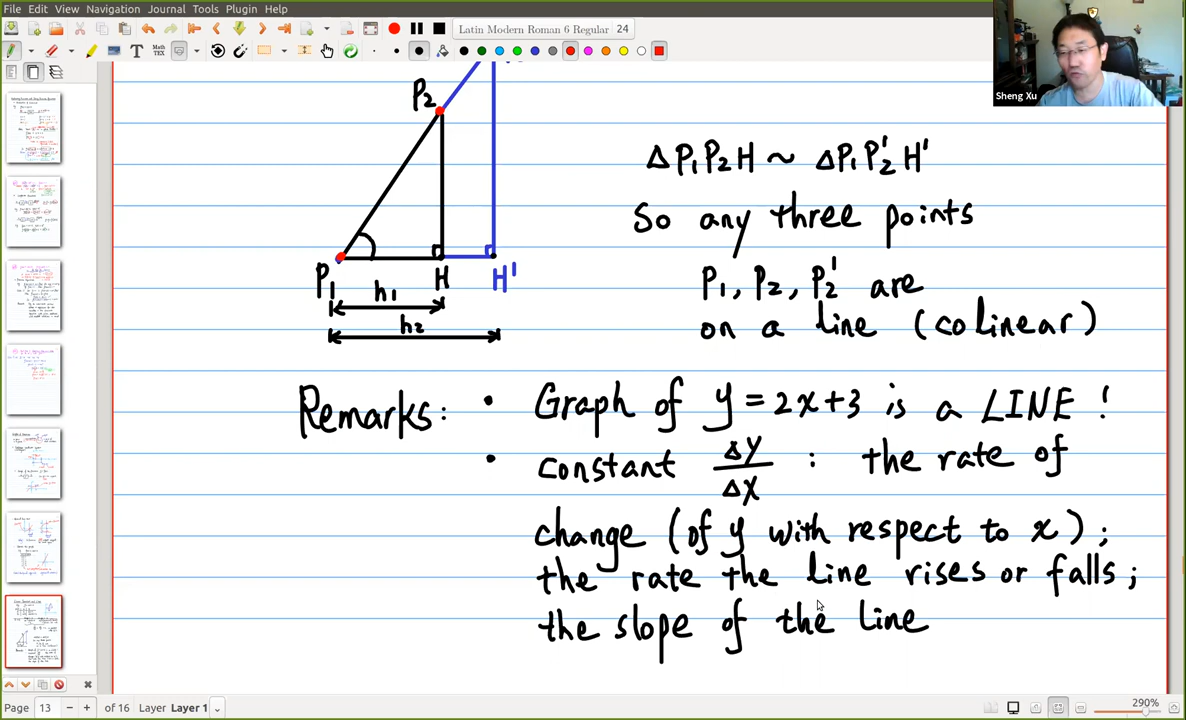 File Edit View Navigation Journal Tools Plugin Help
Latin Modern Roman 6 Regular 24
Sheng Xu
P₂
P₁
h₁
H
H'
h₂
ΔP₁P₂H ~ ΔP₁P₂'H'
So any three points
P₁, P₂, P₂' are
on a line (colinear)
Remarks: • Graph of y = 2x+3 is a LINE !
• constant Δy/Δx : the rate of
change (of y with respect to x) ;
the rate the line rises or falls ;
the slope of the line
Page 13 of 16 Layer Layer 1
290%